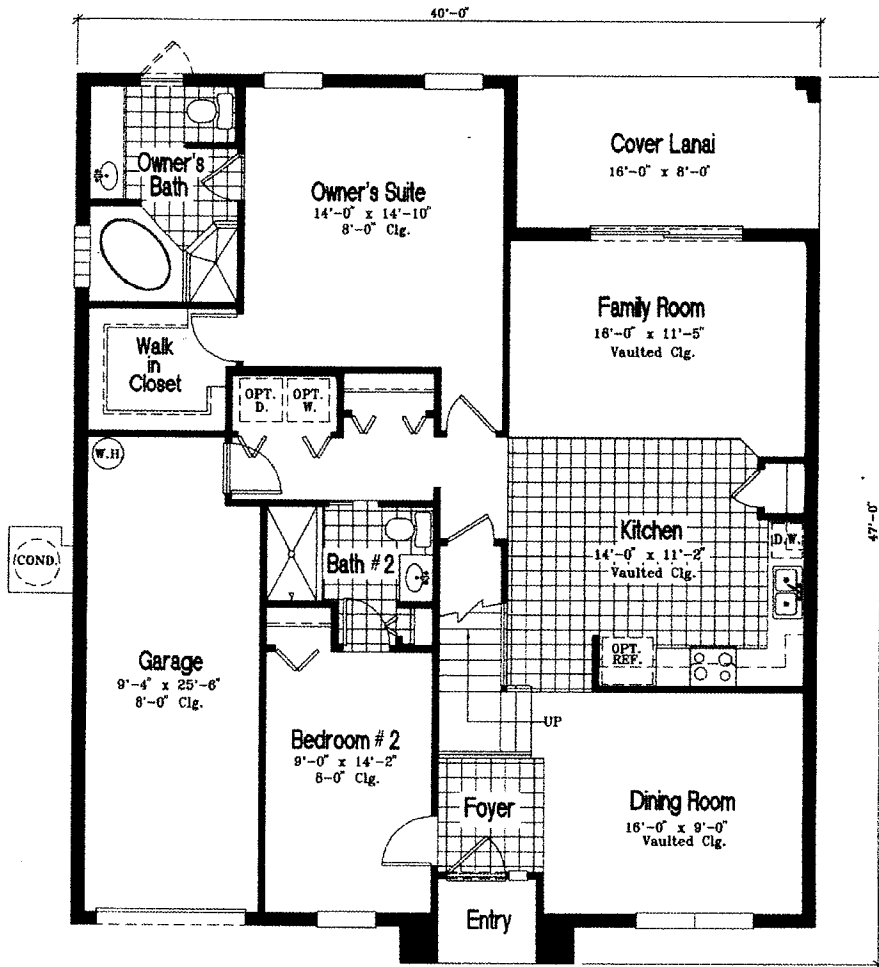 40'-0"
Owner's
Bath
Owner's Suite
14'-0" x 14'-10"
8'-0" Clg.
Cover Lanai
16'-0" x 8'-0"
Family Room
16'-0" x 11'-5"
Vaulted Clg.
Walk
in
Closet
OPT.
D.
OPT.
W.
W.H.
COND.
Bath #2
Kitchen
14'-0" x 11'-2"
Vaulted Clg.
D.W.
47'-0"
OPT.
REF.
Garage
9'-4" x 25'-6"
8'-0" Clg.
UP
Bedroom #2
9'-0" x 14'-2"
8-0" Clg.
Foyer
Dining Room
16'-0" x 9'-0"
Vaulted Clg.
Entry